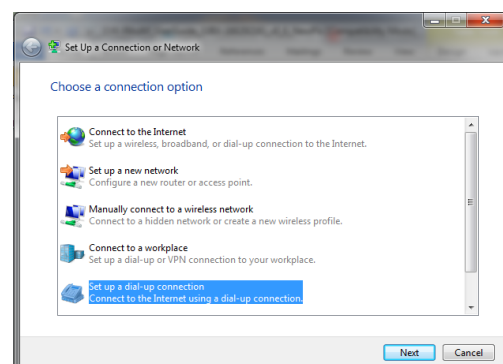 Set Up a Connection or Network
Choose a connection option
Connect to the Internet
Set up a wireless, broadband, or dial-up connection to the Internet.
Set up a new network
Configure a new router or access point.
Manually connect to a wireless network
Connect to a hidden network or create a new wireless profile.
Connect to a workplace
Set up a dial-up or VPN connection to your workplace.
Set up a dial-up connection
Connect to the Internet using a dial-up connection.
Next Cancel